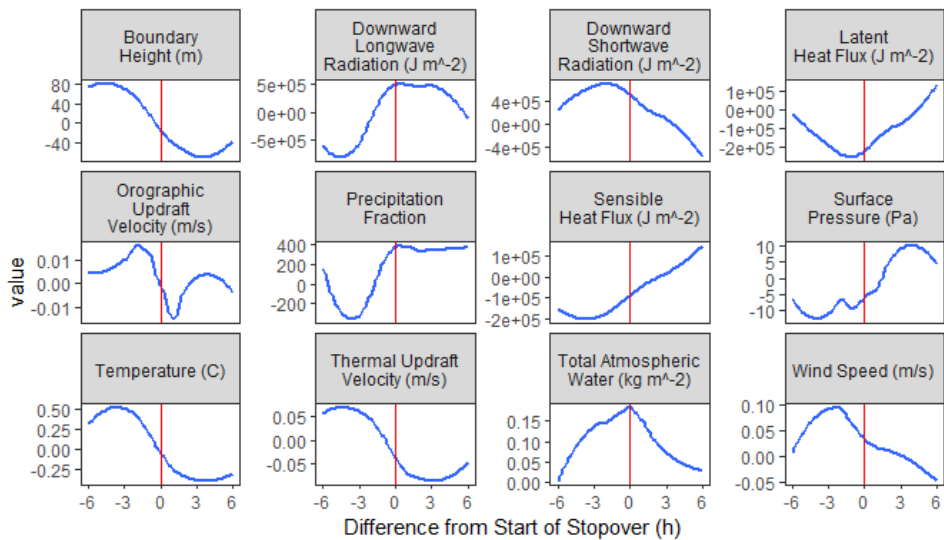 Boundary
Height (m)
Downward
Longwave
Radiation (J m^-2)
Downward
Shortwave
Radiation (J m^-2)
Latent
Heat Flux (J m^-2)
80
40
0
-40
5e+05
0e+00
-5e+05
4e+05
0e+00
-4e+05
1e+05
0e+00
-1e+05
-2e+05
Orographic
Updraft
Velocity (m/s)
Precipitation
Fraction
Sensible
Heat Flux (J m^-2)
Surface
Pressure (Pa)
0.01
0.00
-0.01
400
200
0
-200
1e+05
0e+00
-1e+05
-2e+05
10
5
0
-5
-10
value
Temperature (C)
Thermal Updraft
Velocity (m/s)
Total Atmospheric
Water (kg m^-2)
Wind Speed (m/s)
0.50
0.25
0.00
-0.25
0.05
0.00
-0.05
0.15
0.10
0.05
0.00
0.10
0.05
0.00
-0.05
-6 -3 0 3 6
-6 -3 0 3 6
-6 -3 0 3 6
-6 -3 0 3 6
Difference from Start of Stopover (h)